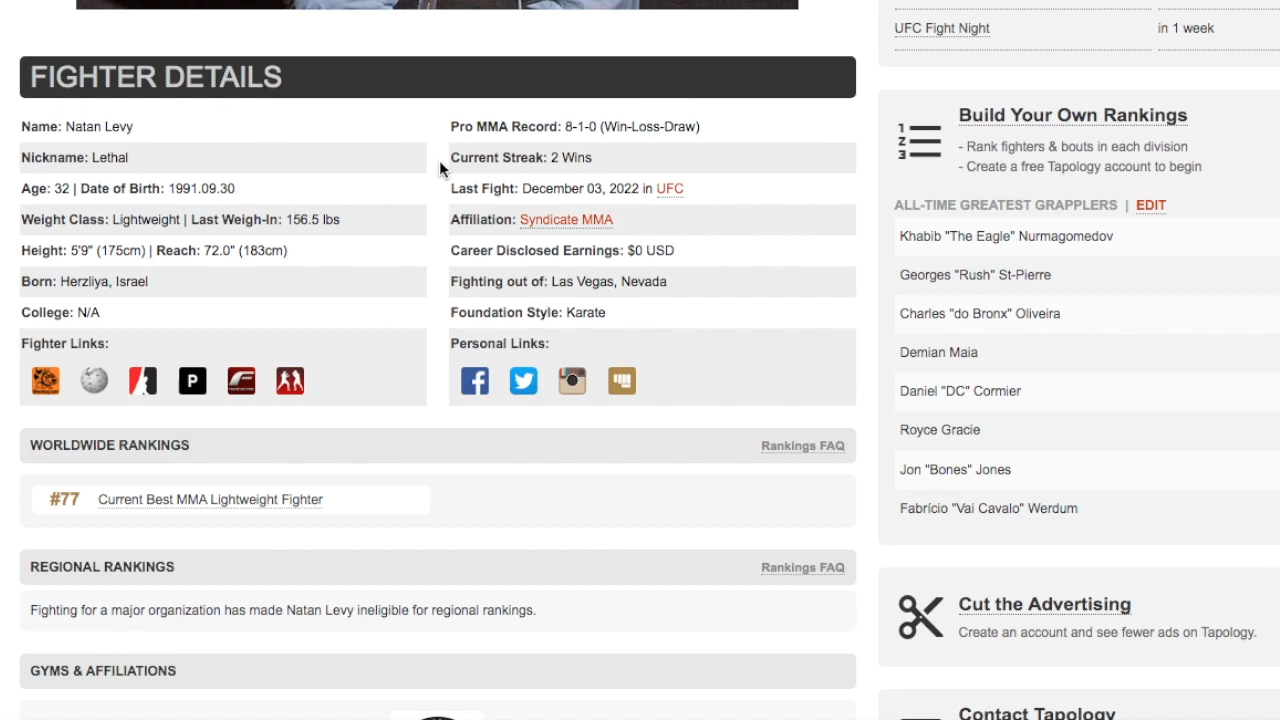 FIGHTER DETAILS
Name: Natan Levy
Nickname: Lethal
Age: 32 | Date of Birth: 1991.09.30
Weight Class: Lightweight | Last Weigh-In: 156.5 lbs
Height: 5'9" (175cm) | Reach: 72.0" (183cm)
Born: Herzliya, Israel
College: N/A
Fighter Links:
P
Pro MMA Record: 8-1-0 (Win-Loss-Draw)
Current Streak: 2 Wins
Last Fight: December 03, 2022 in UFC
Affiliation: Syndicate MMA
Career Disclosed Earnings: $0 USD
Fighting out of: Las Vegas, Nevada
Foundation Style: Karate
Personal Links:
WORLDWIDE RANKINGS
Rankings FAQ
#77 Current Best MMA Lightweight Fighter
REGIONAL RANKINGS
Rankings FAQ
Fighting for a major organization has made Natan Levy ineligible for regional rankings.
GYMS & AFFILIATIONS
UFC Fight Night
in 1 week
1
2
3
Build Your Own Rankings
- Rank fighters & bouts in each division
- Create a free Tapology account to begin
ALL-TIME GREATEST GRAPPLERS | EDIT
Khabib "The Eagle" Nurmagomedov
Georges "Rush" St-Pierre
Charles "do Bronx" Oliveira
Demian Maia
Daniel "DC" Cormier
Royce Gracie
Jon "Bones" Jones
Fabrício "Vai Cavalo" Werdum
Cut the Advertising
Create an account and see fewer ads on Tapology.
Contact Tapology